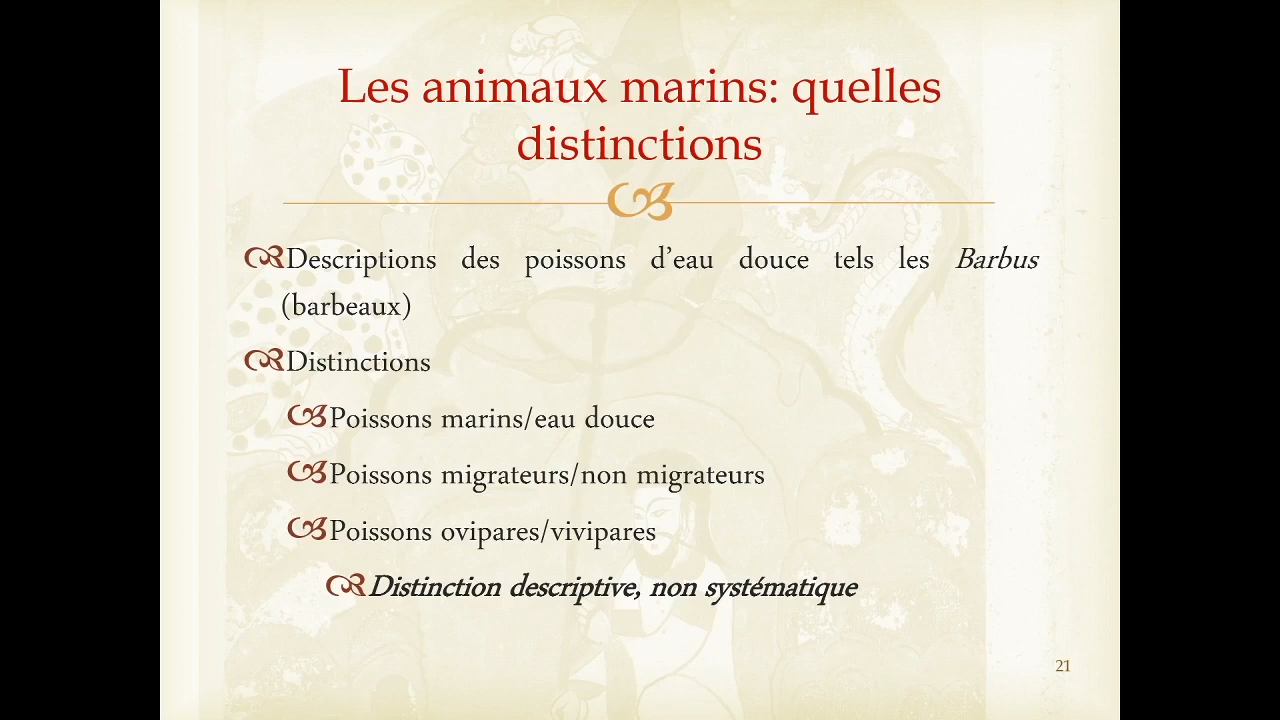 Les animaux marins: quelles
distinctions
Descriptions des poissons d’eau douce tels les Barbus
(barbeaux)
Distinctions
Poissons marins/eau douce
Poissons migrateurs/non migrateurs
Poissons ovipares/vivipares
Distinction descriptive, non systématique
21